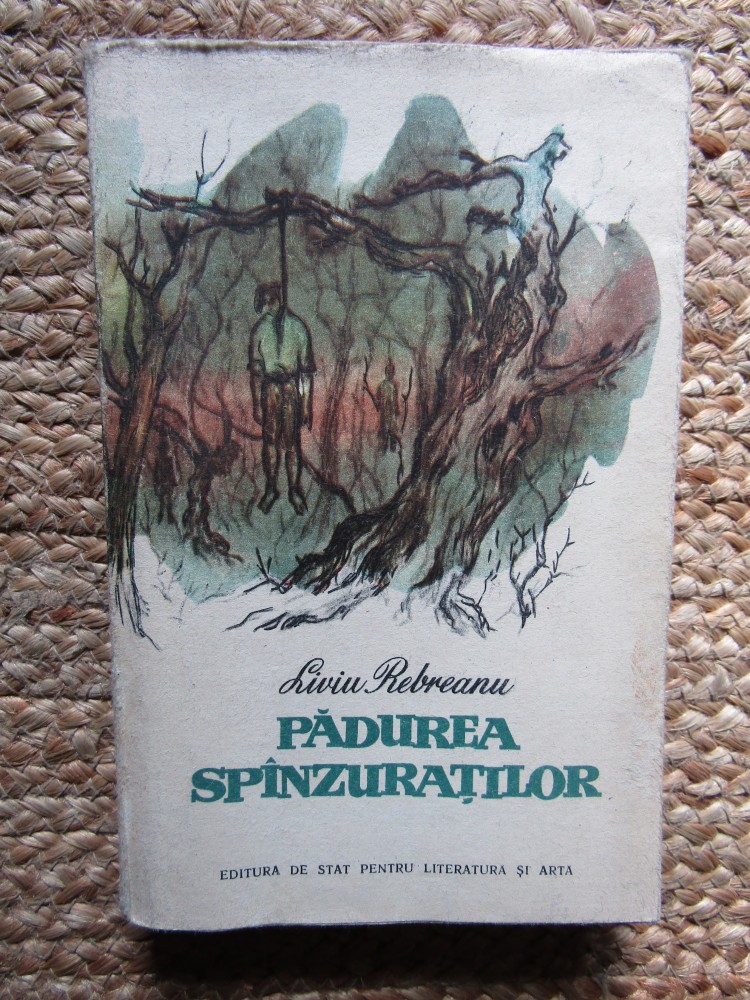 Liviu Rebreanu
PĂDUREA
SPÎNZURAȚILOR
EDITURA DE STAT PENTRU LITERATURA ȘI ARTA